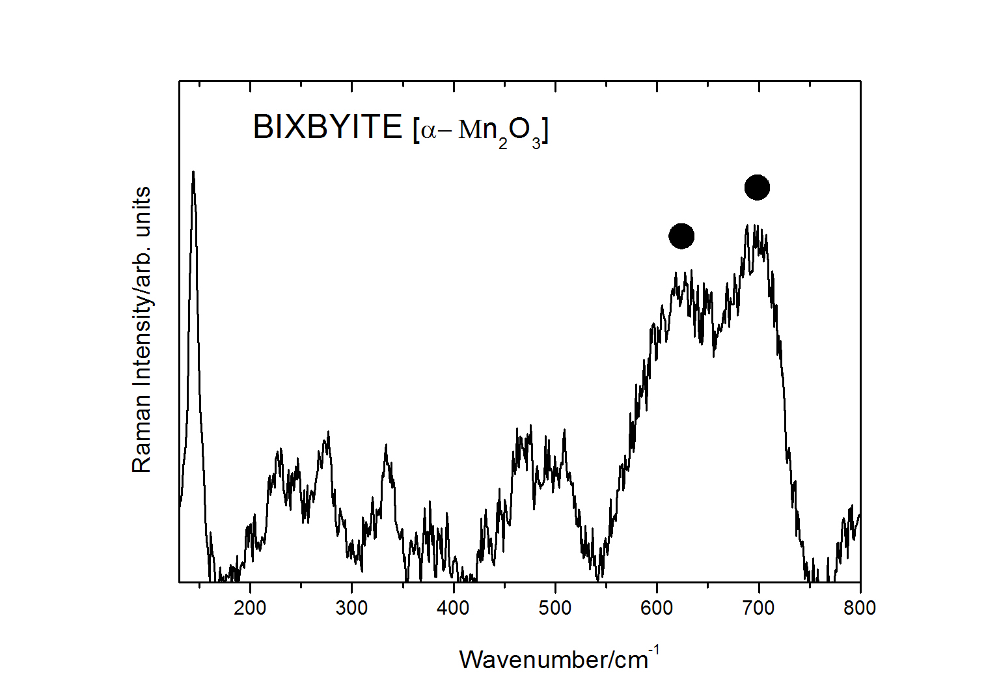 BIXBYITE [α– Mn₂O₃]
Raman Intensity/arb. units
200 300 400 500 600 700 800
Wavenumber/cm⁻¹